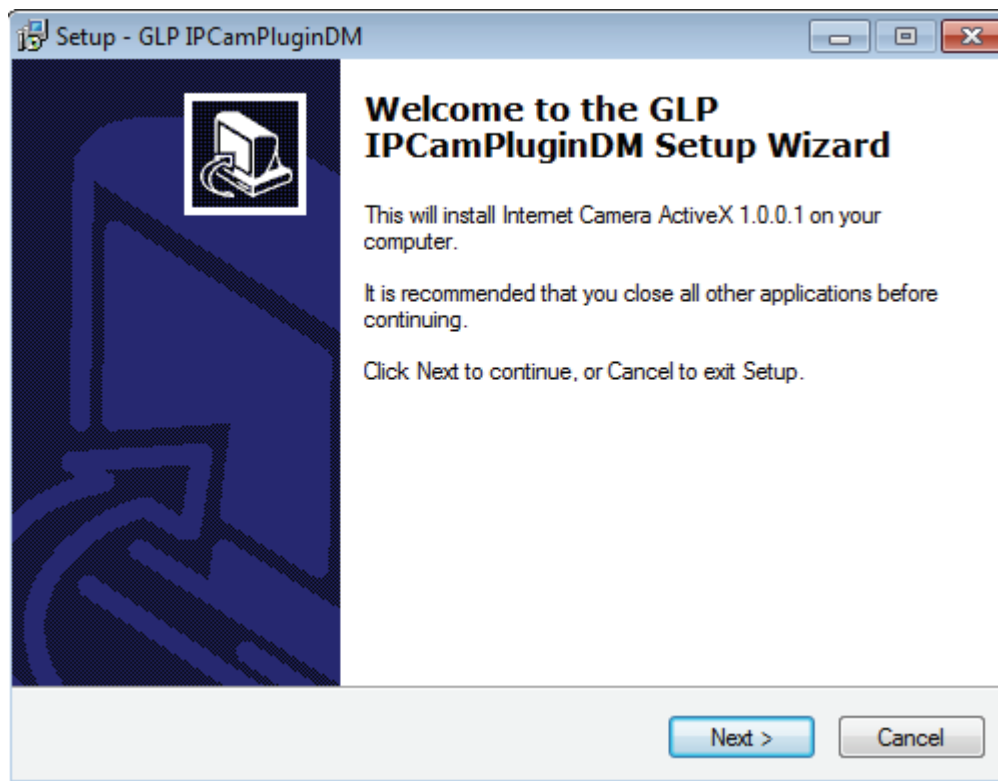 Setup - GLP IPCamPluginDM
Welcome to the GLP
IPCamPluginDM Setup Wizard
This will install Internet Camera ActiveX 1.0.0.1 on your
computer.
It is recommended that you close all other applications before
continuing.
Click Next to continue, or Cancel to exit Setup.
Next >
Cancel